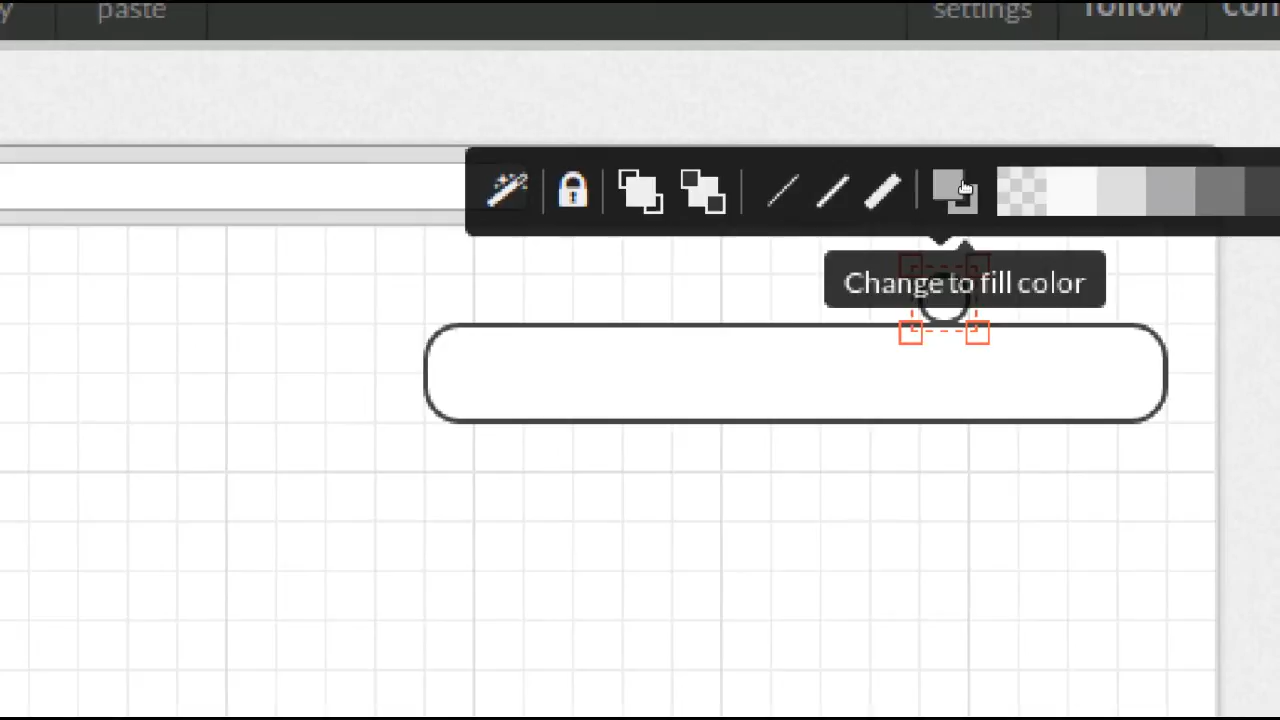 paste
settings
follow
Change to fill color